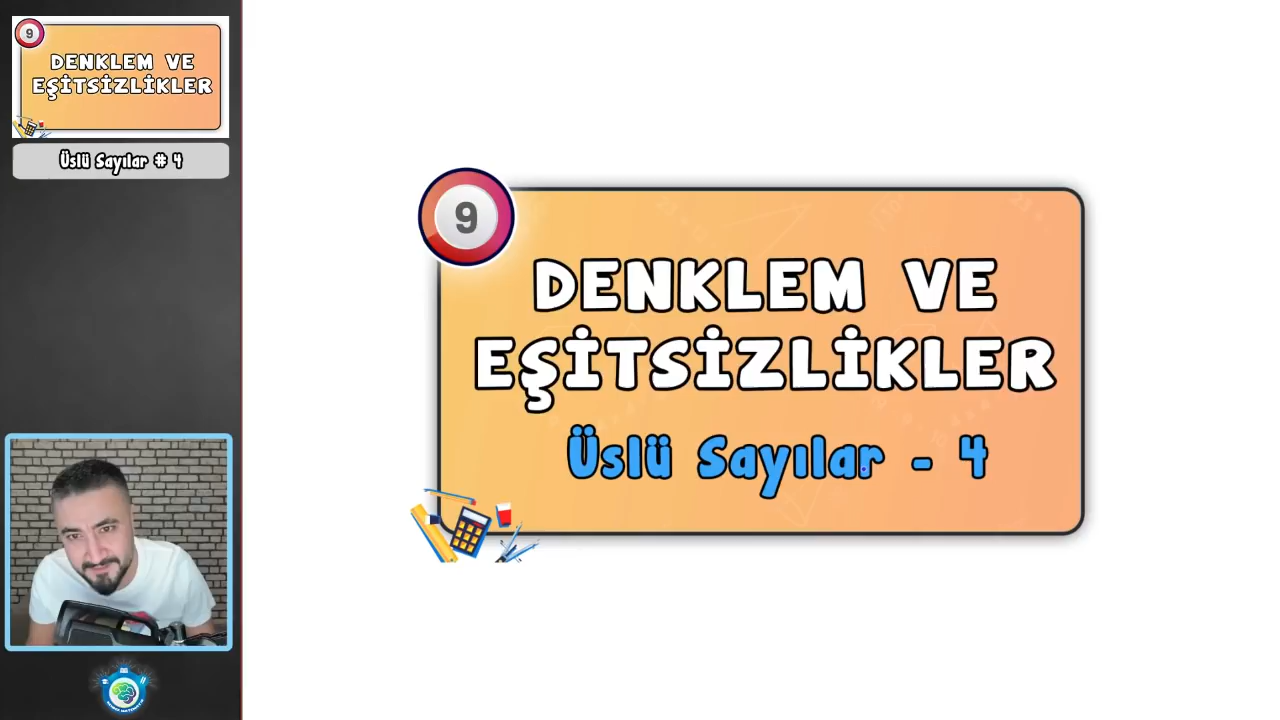 9
DENKLEM VE
EŞİTSİZLİKLER
Üslü Sayılar # 4
9
DENKLEM VE
EŞİTSİZLİKLER
Üslü Sayılar - 4